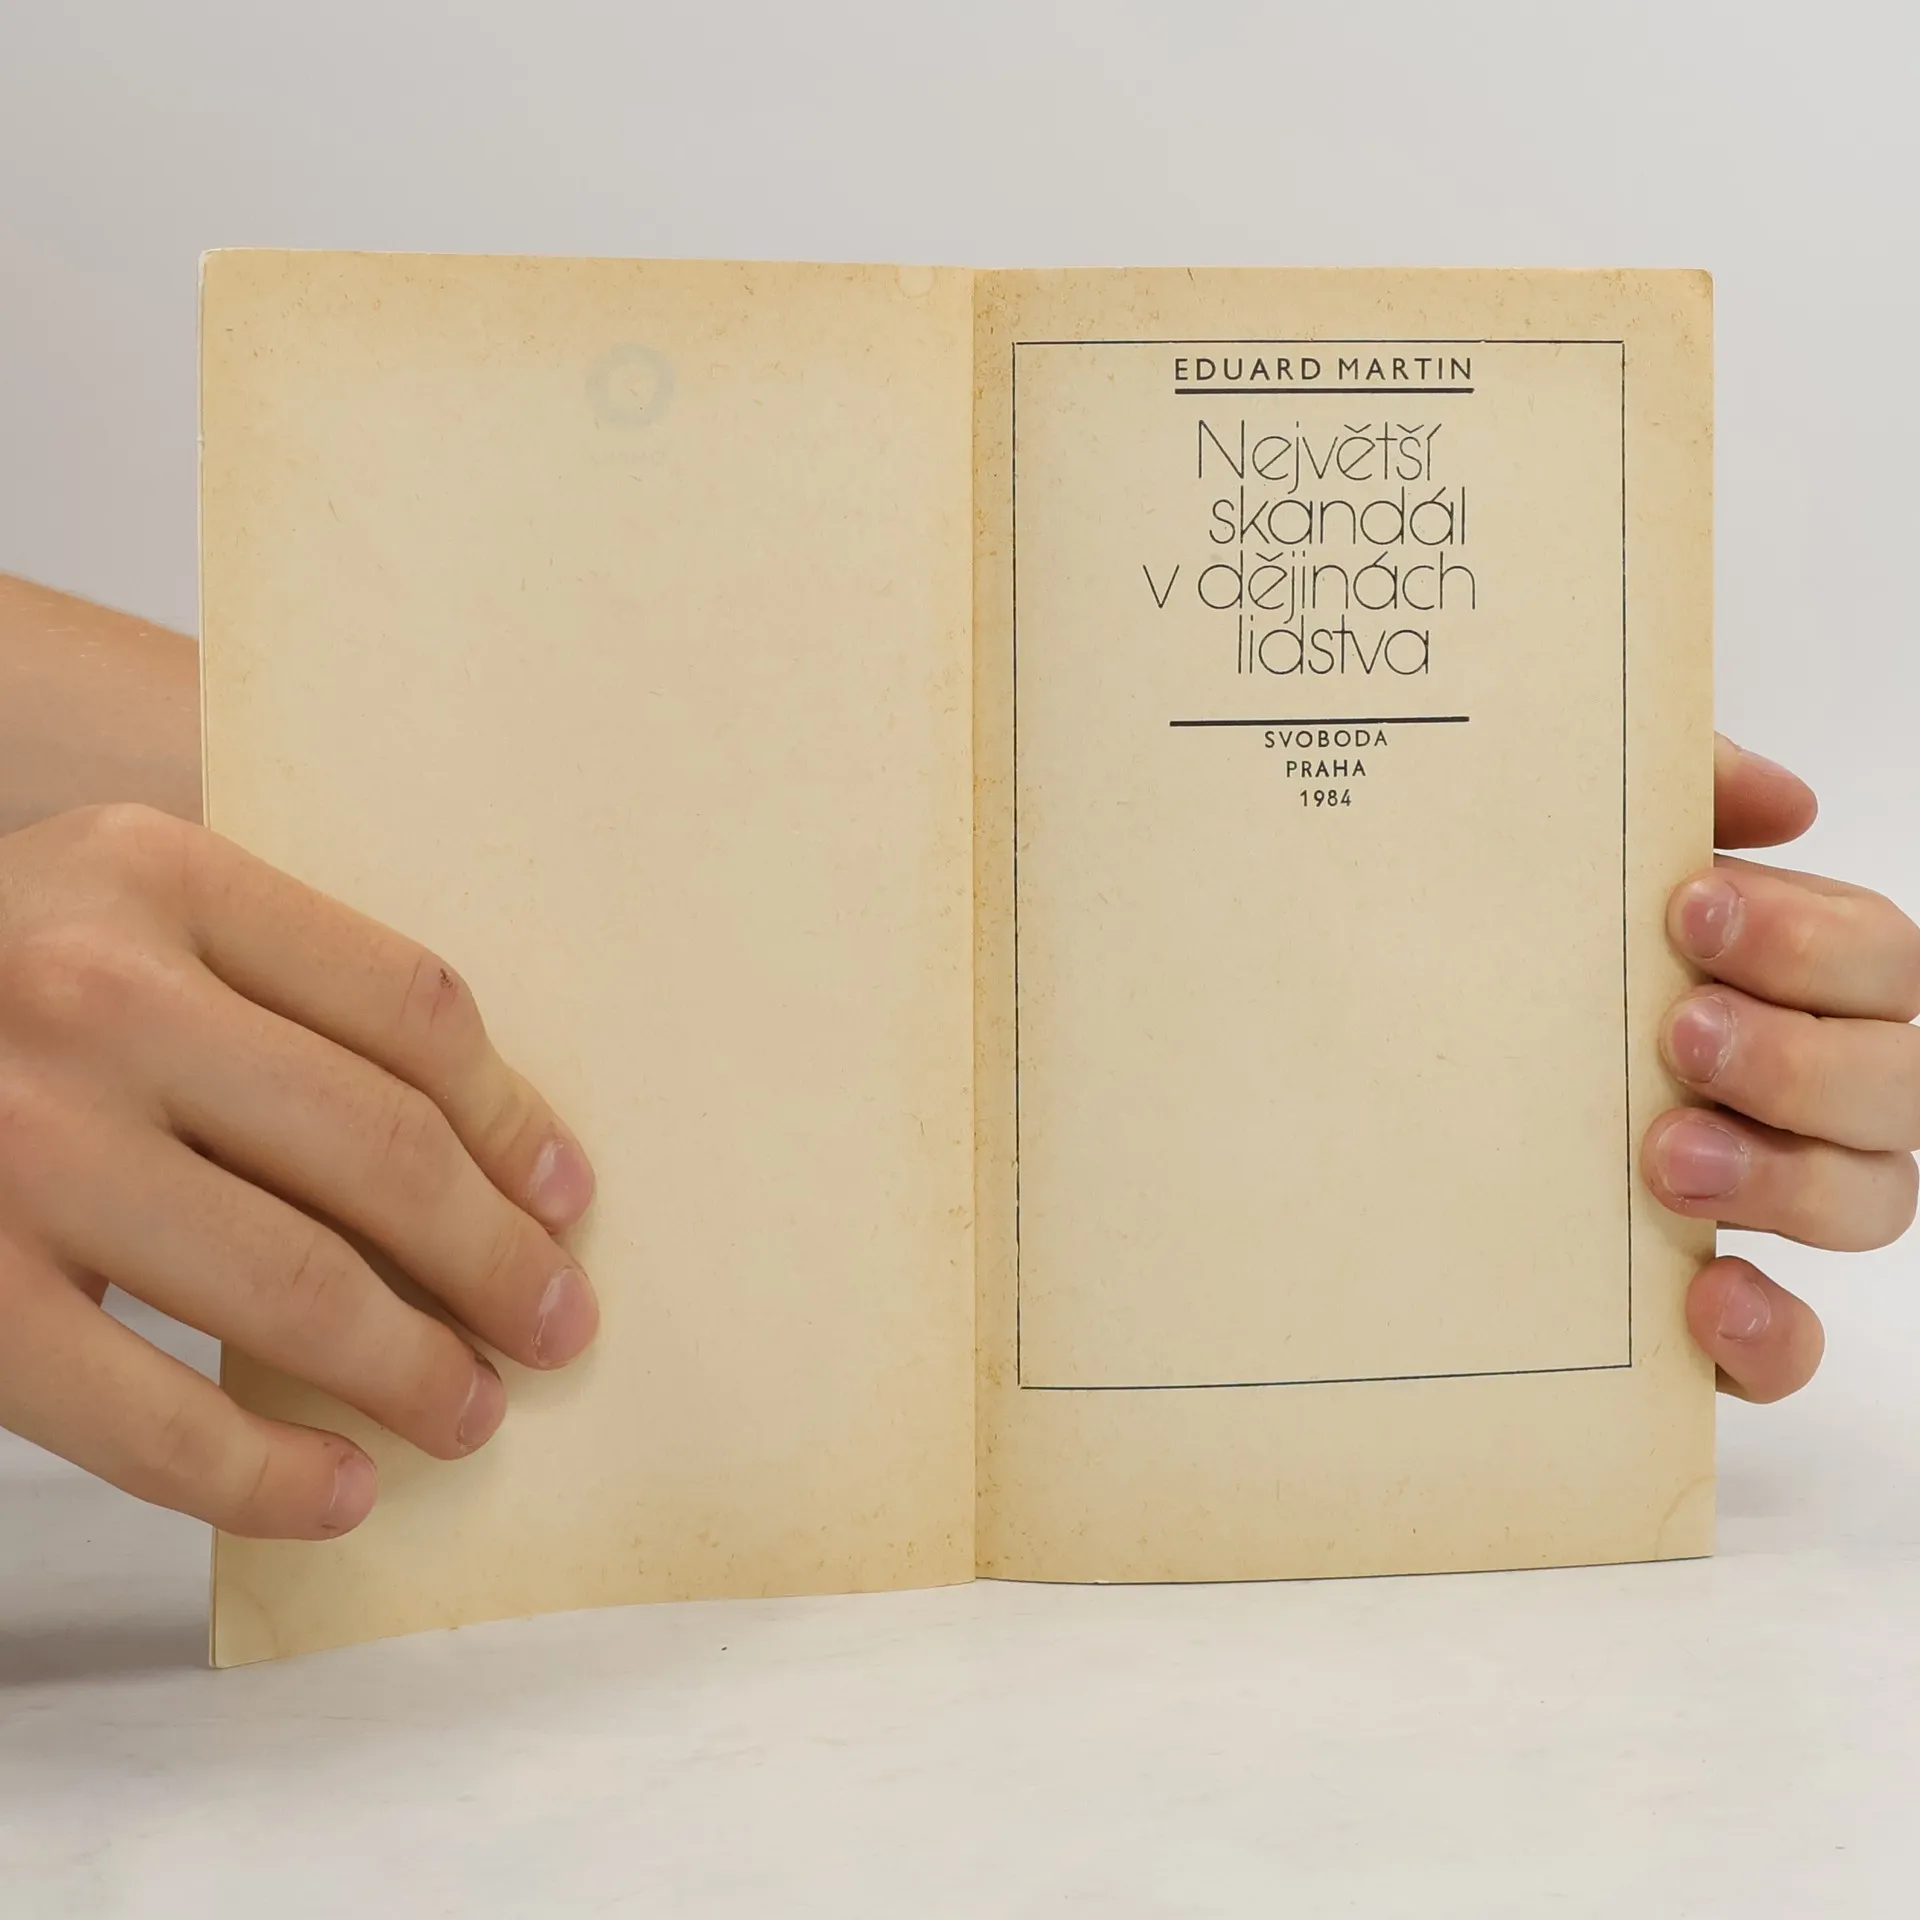 EDUARD MARTIN
Největší
skandál
v dějinách
lidstva
SVOBODA
PRAHA
1984